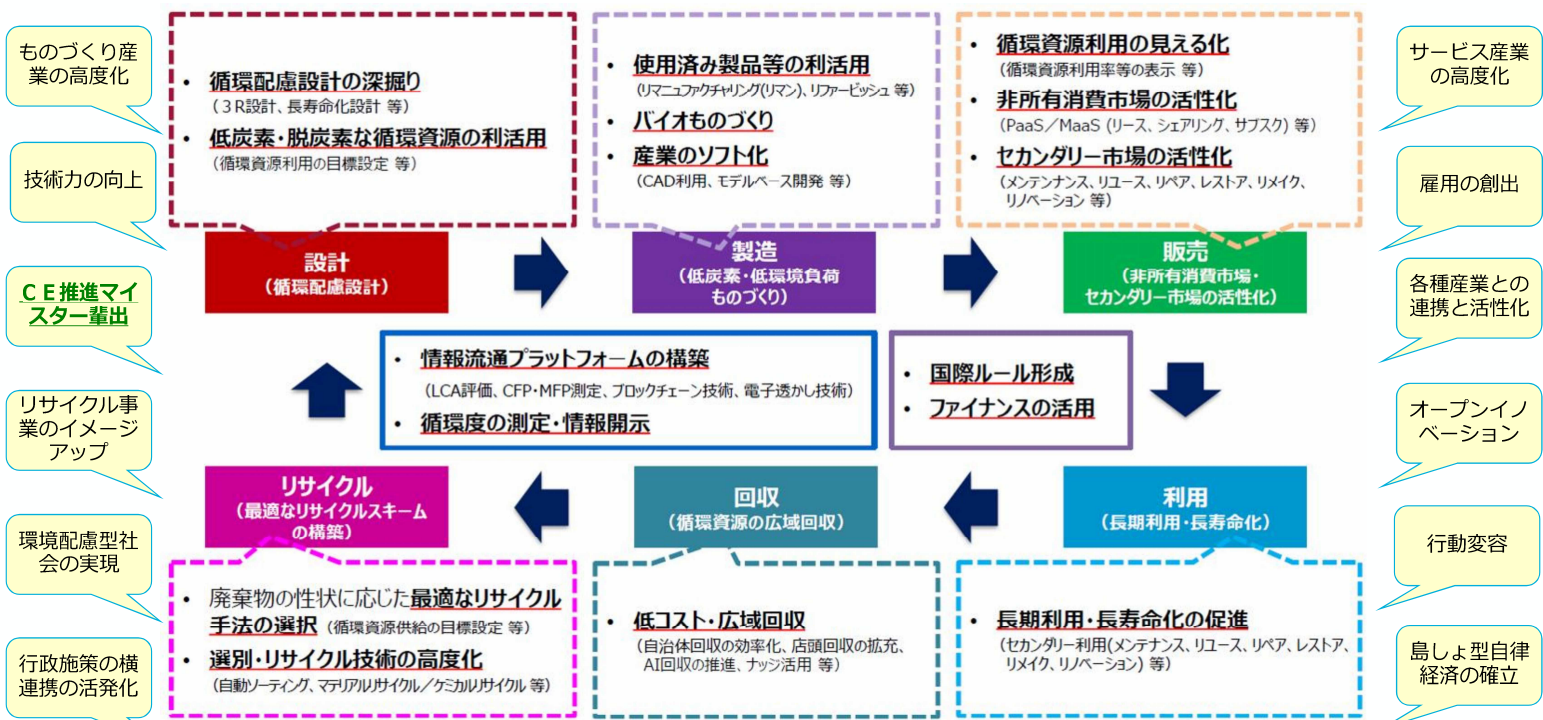 ものづくり産
業の高度化
技術力の向上
ＣＥ推進マイ
スター輩出
リサイクル事
業のイメージ
アップ
環境配慮型社
会の実現
行政施策の横
連携の活発化
• 循環配慮設計の深掘り
（３Ｒ設計、長寿命化設計 等）
• 低炭素・脱炭素な循環資源の利活用
（循環資源利用の目標設定 等）
• 使用済み製品等の利活用
（リマニュファクチャリング(リマン)、リファービッシュ 等）
• バイオものづくり
• 産業のソフト化
（CAD利用、モデルベース開発 等）
• 循環資源利用の見える化
（循環資源利用率等の表示 等）
• 非所有消費市場の活性化
（PaaS／MaaS (リース、シェアリング、サブスク) 等）
• セカンダリー市場の活性化
（メンテンナンス、リユース、リペア、レストア、リメイク、
リノベーション 等）
設計
（循環配慮設計）
製造
（低炭素・低環境負荷
ものづくり）
販売
（非所有消費市場・
セカンダリー市場の活性化）
• 情報流通プラットフォームの構築
（LCA評価、CFP・MFP測定、ブロックチェーン技術、電子透かし技術）
• 循環度の測定・情報開示
• 国際ルール形成
• ファイナンスの活用
リサイクル
（最適なリサイクルスキーム
の構築）
回収
（循環資源の広域回収）
利用
（長期利用・長寿命化）
• 廃棄物の性状に応じた最適なリサイクル
手法の選択（循環資源供給の目標設定 等）
• 選別・リサイクル技術の高度化
（自動ソーティング、マテリアルリサイクル／ケミカルリサイクル 等）
• 低コスト・広域回収
（自治体回収の効率化、店頭回収の拡充、
AI回収の推進、ナッジ活用 等）
• 長期利用・長寿命化の促進
（セカンダリー利用(メンテナンス、リユース、リペア、レストア、
リメイク、リノベーション) 等）
サービス産業
の高度化
雇用の創出
各種産業との
連携と活性化
オープンイノ
ベーション
行動変容
島しょ型自律
経済の確立